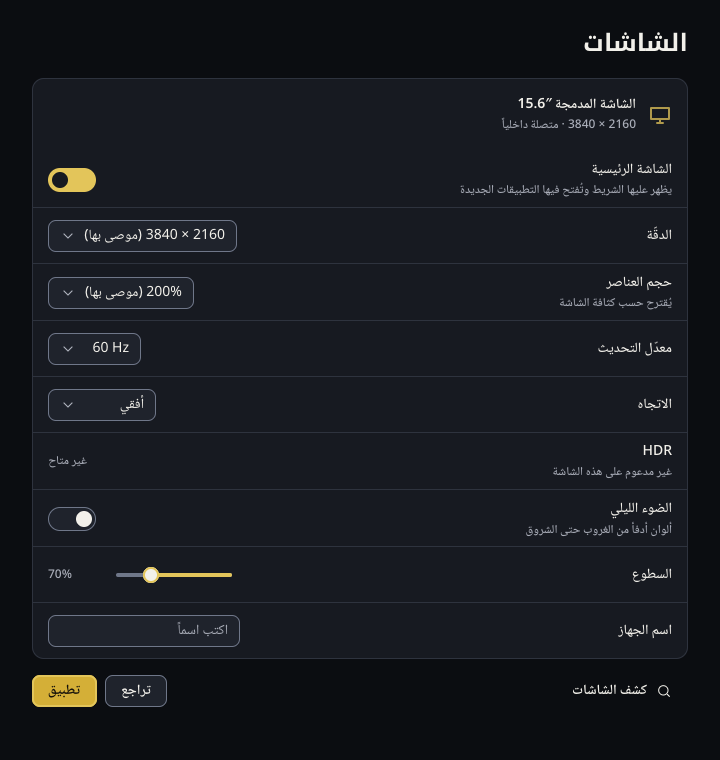 الشاشات
الشاشة المدمجة 15.6″
3840 × 2160 · متصلة داخلياً
الشاشة الرئيسية
يظهر عليها الشريط وتُفتح فيها التطبيقات الجديدة
الدقّة
3840 × 2160 (موصى بها)
حجم العناصر
يُقترح حسب كثافة الشاشة
200% (موصى بها)
معدّل التحديث
60 Hz
الاتجاه
أفقي
HDR
غير مدعوم على هذه الشاشة
غير متاح
الضوء الليلي
ألوان أدفأ من الغروب حتى الشروق
السطوع
70%
اسم الجهاز
اكتب اسماً
كشف الشاشات
تراجع
تطبيق